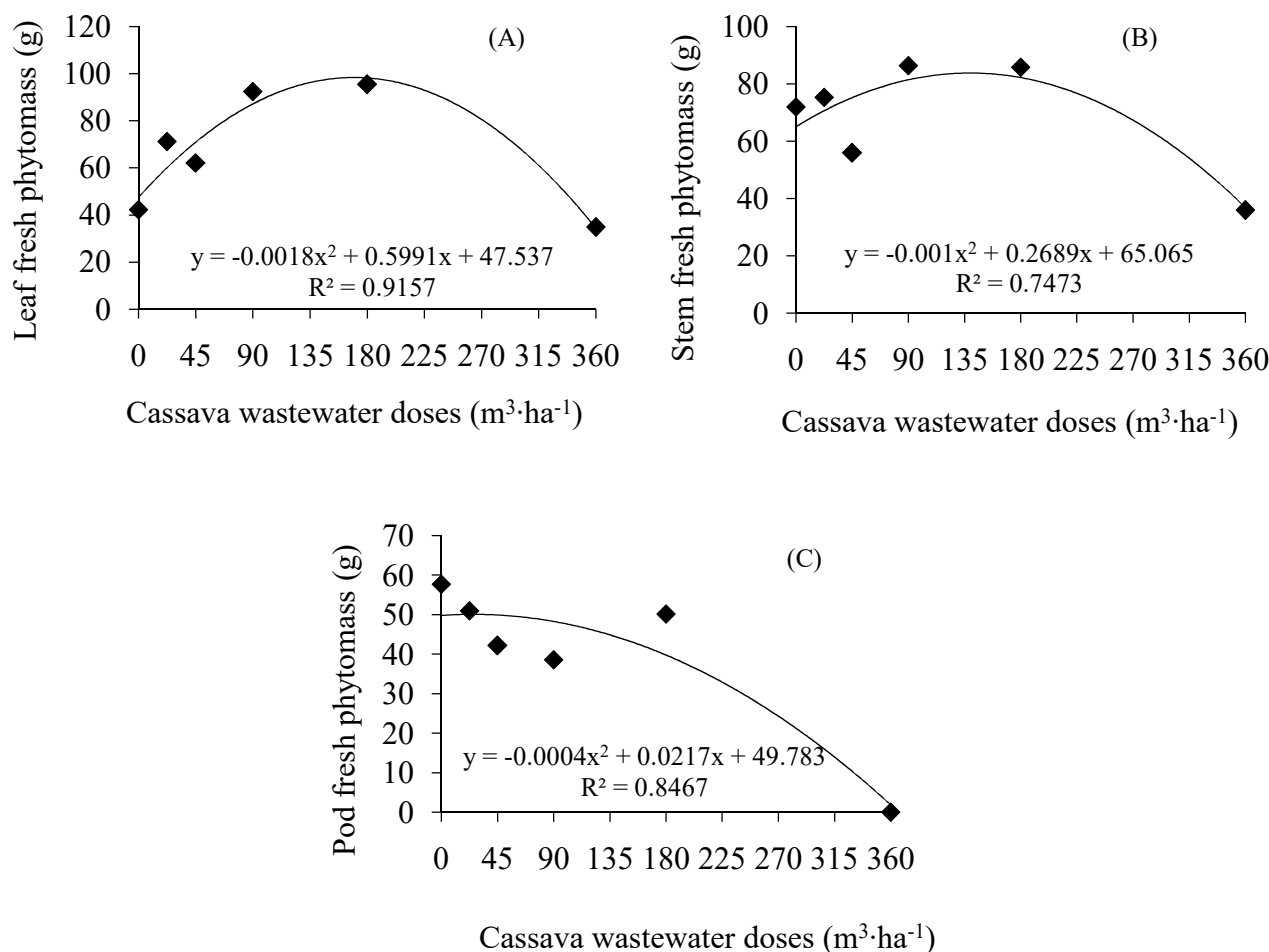 (A)
Leaf fresh phytomass (g)
120
100
80
60
40
20
0
y = -0.0018x² + 0.5991x + 47.537
R² = 0.9157
0 45 90 135 180 225 270 315 360
Cassava wastewater doses (m³·ha⁻¹)
(B)
Stem fresh phytomass (g)
100
80
60
40
20
0
y = -0.001x² + 0.2689x + 65.065
R² = 0.7473
0 45 90 135 180 225 270 315 360
Cassava wastewater doses (m³·ha⁻¹)
(C)
Pod fresh phytomass (g)
70
60
50
40
30
20
10
0
y = -0.0004x² + 0.0217x + 49.783
R² = 0.8467
0 45 90 135 180 225 270 315 360
Cassava wastewater doses (m³·ha⁻¹)